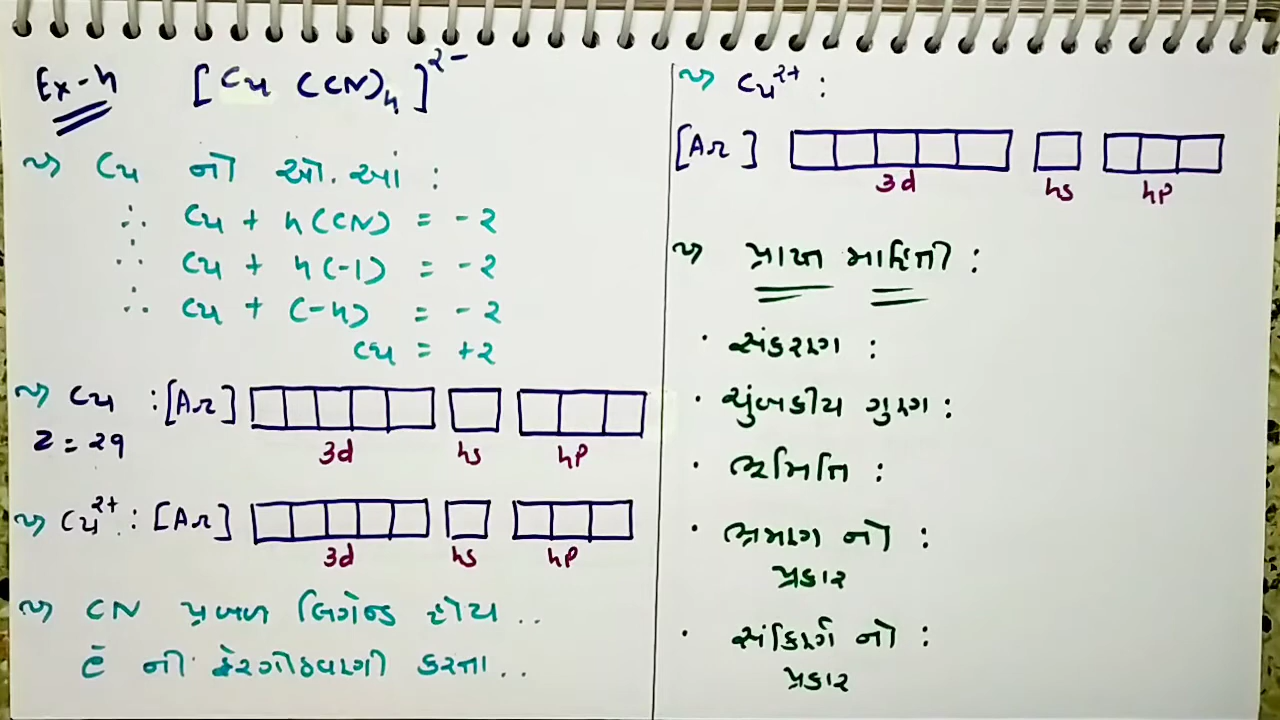 Ex-4 [Cu (CN)4]2-
~> Cu નો ઓ. આં :
∴ Cu + 4(CN) = -2
∴ Cu + 4(-1) = -2
∴ Cu + (-4) = -2
Cu = +2
~> Cu : [Ar]
Z = 29
3d 4s 4p
~> Cu2+ : [Ar]
3d 4s 4p
~> CN પ્રબળ લિગેન્ડ હોય ..
ē ની ફેરગોઠવણી કરતા ..
~> Cu2+ :
[Ar]
3d 4s 4p
~> પ્રાપ્ત માહિતી :
· સંકરણ :
· ચુંબકીય ગુણ :
· ભૂમિતિ :
· ભ્રમણ નો :
પ્રકાર
· સંકિર્ણ નો :
પ્રકાર